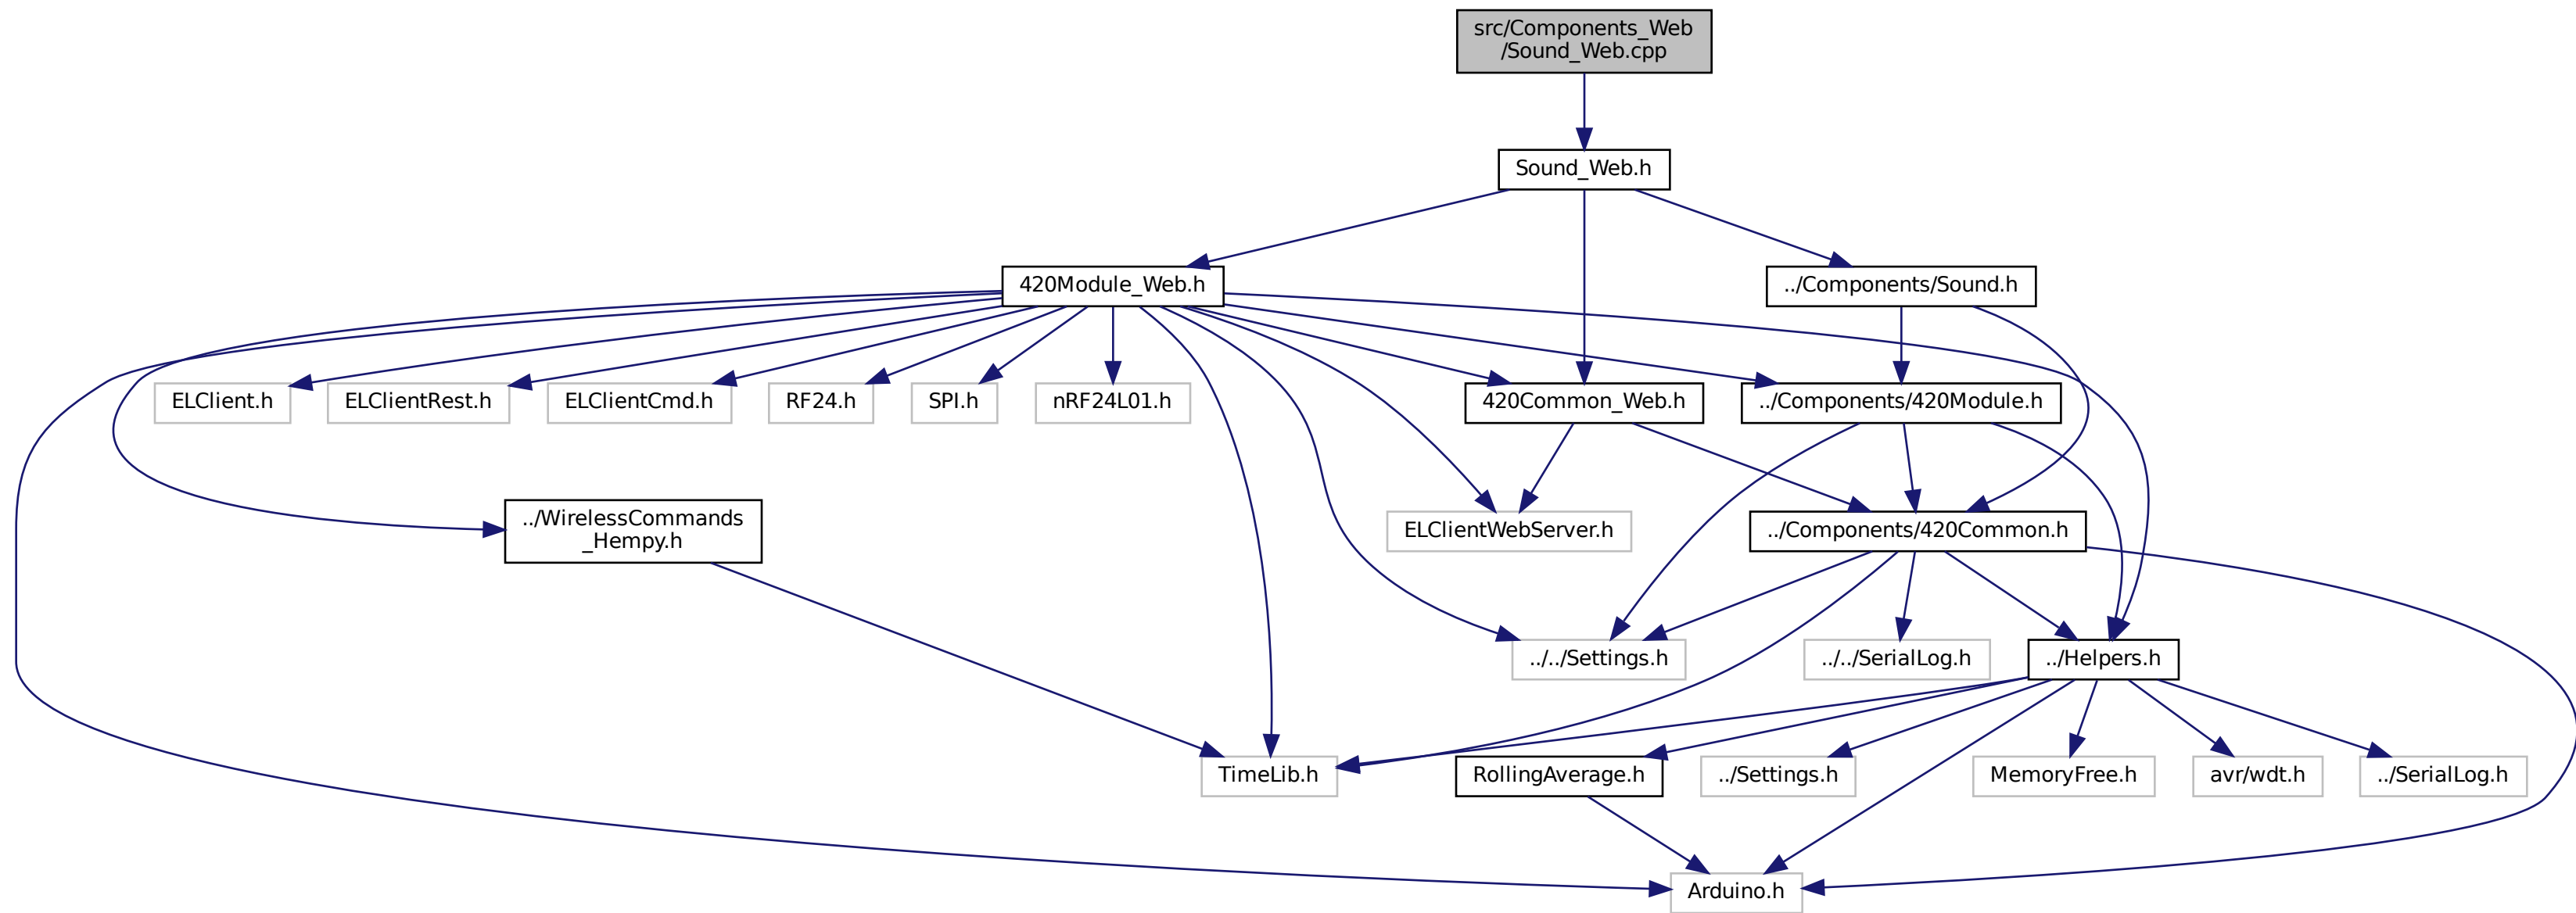 src/Components_Web
/Sound_Web.cpp
Sound_Web.h
420Module_Web.h
../Components/Sound.h
ELClient.h
ELClientRest.h
ELClientCmd.h
RF24.h
SPI.h
nRF24L01.h
420Common_Web.h
../Components/420Module.h
../WirelessCommands
_Hempy.h
ELClientWebServer.h
../Components/420Common.h
../../Settings.h
../../SerialLog.h
../Helpers.h
TimeLib.h
RollingAverage.h
../Settings.h
MemoryFree.h
avr/wdt.h
../SerialLog.h
Arduino.h